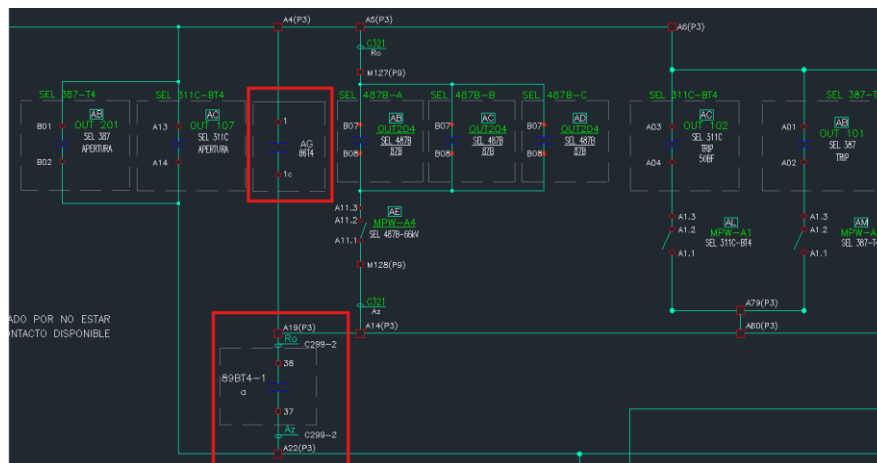 A4(P3)
A5(P3)
A6(P3)
C321
Ro
M127(P9)
SEL 387-T4
SEL 311C-BT4
SEL 487B-A
SEL 487B-B
SEL 487B-C
SEL 311C-BT4
SEL 387-T
AB
OUT 201
SEL 387
APERTURA
B01
B02
AC
OUT 107
SEL 311C
APERTURA
A13
A14
1
AG
86T4
1c
AB
OUT204
SEL 487B
87B
B07
B08
AC
OUT204
SEL 487B
87B
B07
B08
AD
OUT204
SEL 487B
87B
B07
B08
AC
OUT 102
SEL 311C
TRIP
50BF
A03
A04
AB
OUT 101
SEL 387
TRIP
A01
A02
A11.3
A11.2
A11.1
AE
MPW-A4
SEL 487B-66kV
A1.3
A1.2
A1.1
AL
MPW-A1
SEL 311C-BT4
A1.3
A1.2
A1.1
AM
MPW-A
SEL 387-T4
M128(P9)
C321
Az
ADO POR NO ESTAR
ONTACTO DISPONIBLE
A19(P3)
A14(P3)
A79(P3)
A80(P3)
Ro
C299-2
89BT4-1
a
36
37
Az
C299-2
A22(P3)